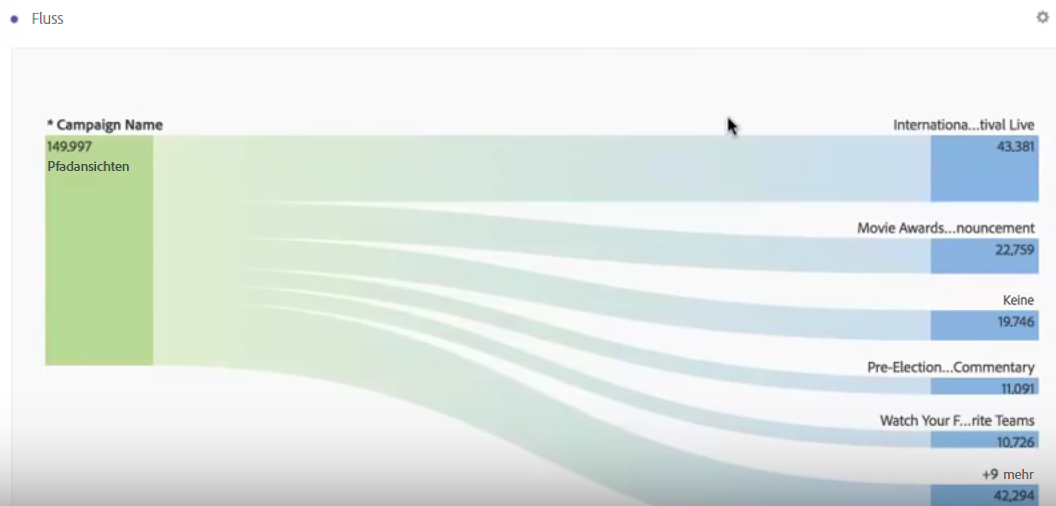 Fluss
* Campaign Name
149,997
Pfadansichten
Internationa...tival Live
43,381
Movie Awards...nouncement
22,759
Keine
19,746
Pre-Election...Commentary
11,091
Watch Your F...rite Teams
10,726
+9 mehr
42,294